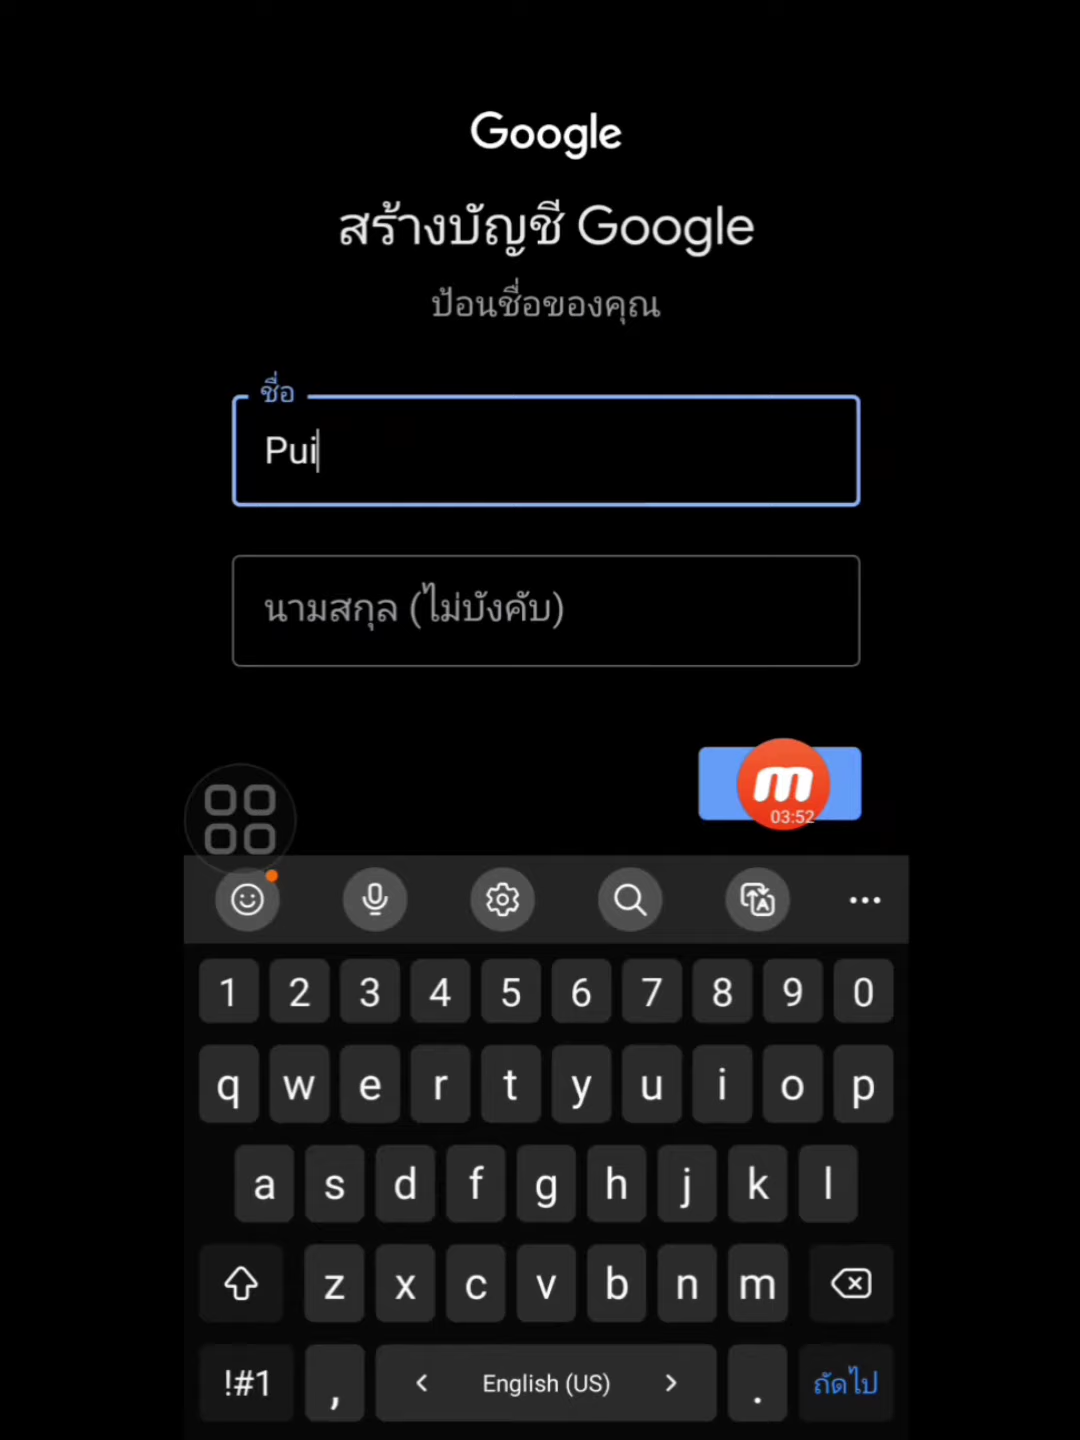 Google
สร้างบัญชี Google
ป้อนชื่อของคุณ
ชื่อ
Pui
นามสกุล (ไม่บังคับ)
m
03:52
1 2 3 4 5 6 7 8 9 0
q w e r t y u i o p
a s d f g h j k l
z x c v b n m
!#1 , < English (US) > . ถัดไป